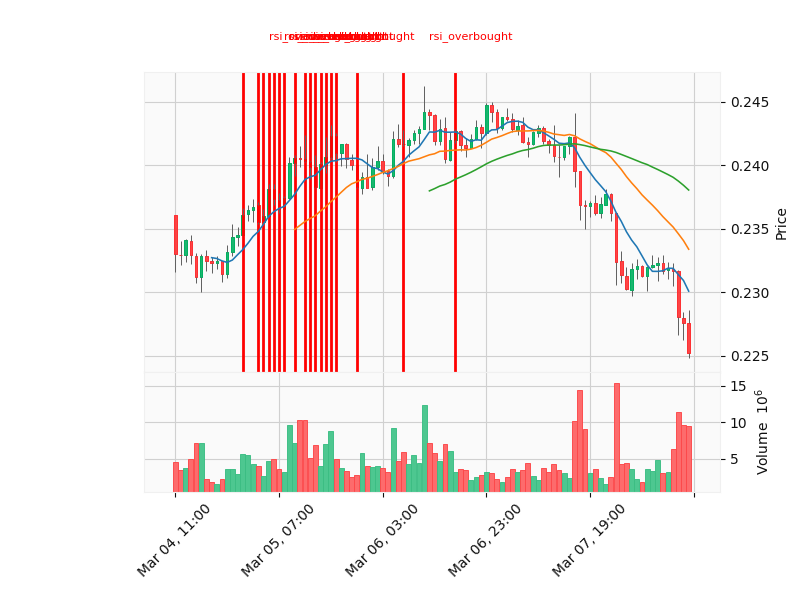 rsi_overbought
0.245
0.240
0.235
0.230
0.225
Price
15
10
5
Volume 10^6
Mar 04, 11:00
Mar 05, 07:00
Mar 06, 03:00
Mar 06, 23:00
Mar 07, 19:00